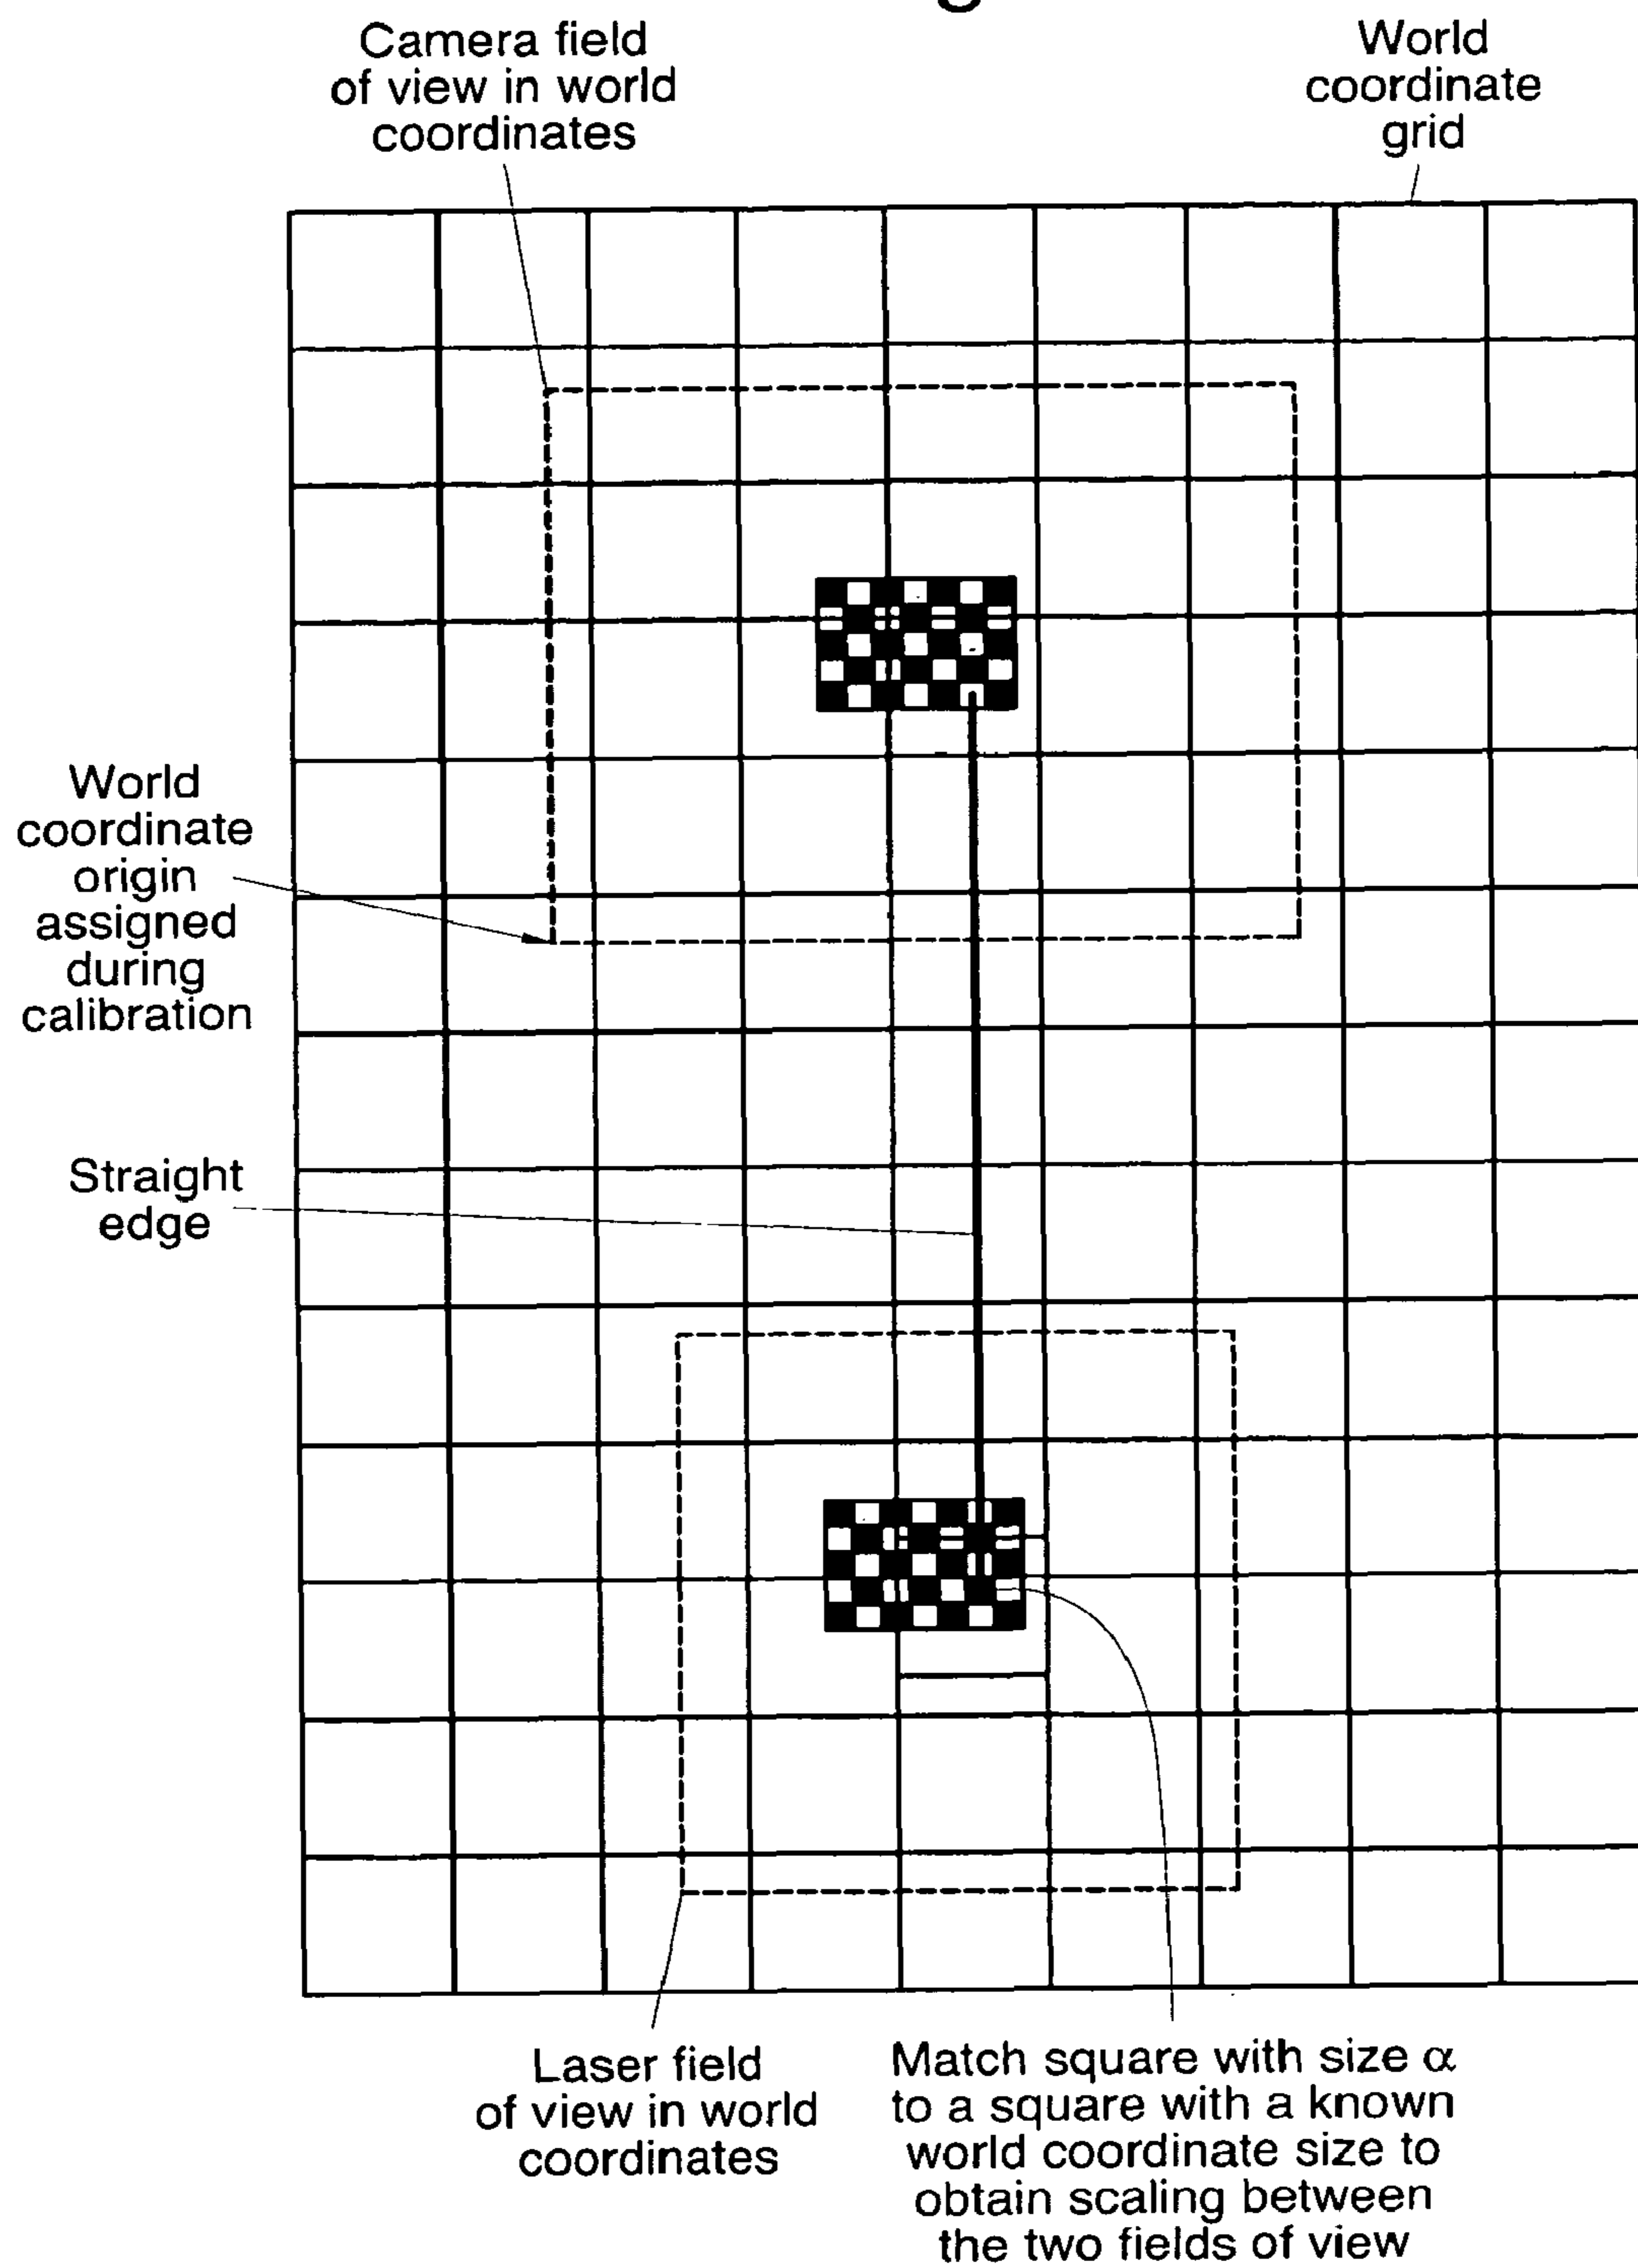 Camera field
of view in world
coordinates
World
coordinate
grid
World
coordinate
origin
assigned
during
calibration
Straight
edge
Laser field
of view in world
coordinates
Match square with size α
to a square with a known
world coordinate size to
obtain scaling between
the two fields of view